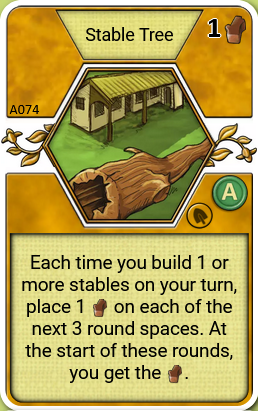 Stable Tree
1
A074
A
Each time you build 1 or
more stables on your turn,
place 1 on each of the
next 3 round spaces. At
the start of these rounds,
you get the .